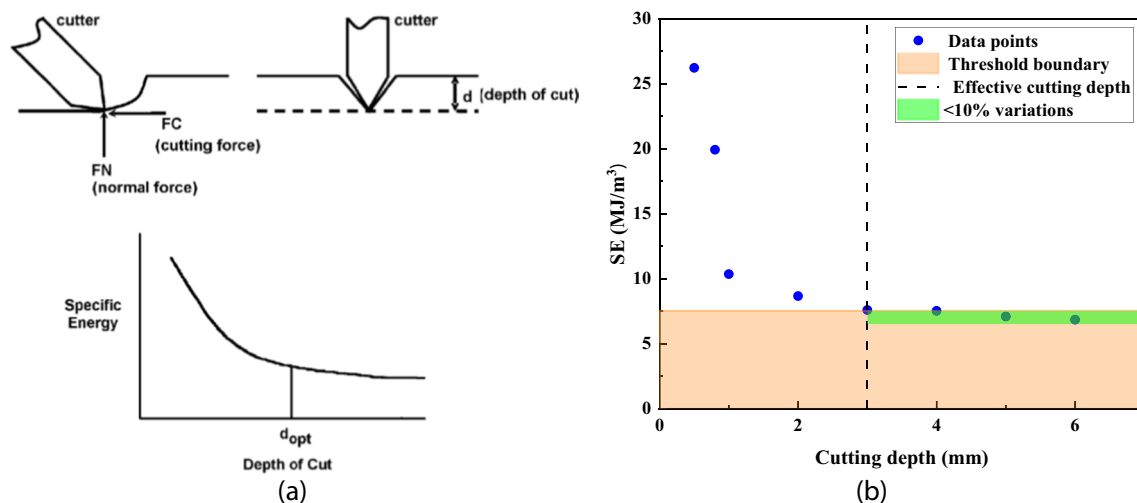 cutter
cutter
d (depth of cut)
FC
(cutting force)
FN
(normal force)
Specific
Energy
d_opt
Depth of Cut
(a)
Data points
Threshold boundary
Effective cutting depth
<10% variations
SE (MJ/m³)
30
25
20
15
10
5
0
0 2 4 6
Cutting depth (mm)
(b)